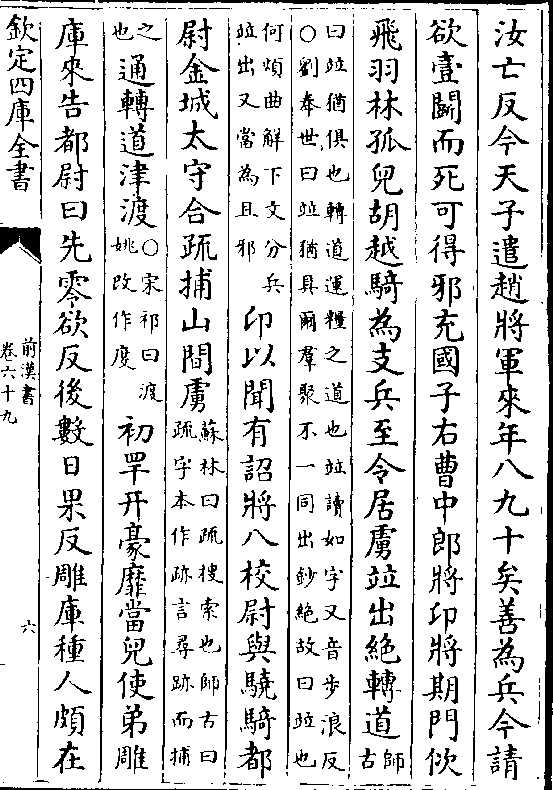 汝亡反今天子遣趙將軍來年八九十矣善為兵今請
欲壹鬭而死可得邪充國子右曹中郎將卬將期門佽
飛羽林孤兒胡越騎為支兵至令居虜竝出絶轉道師古
曰竝猶俱也轉道運糧之道也竝讀如字又音步浪反
○劉奉世曰竝猶具爾羣聚不一同出鈔絶故曰竝也
何頗曲解下文分兵
竝出又當為且邪
卬以聞有詔將八校尉與驍騎都
尉金城太守合疏捕山間虜
蘇林曰疏搜索也師古曰
疏字本作跡言尋跡而捕
之也
通轉道津渡
○宋祁曰渡
姚改作度
初罕幵豪靡當兒使弟雕
庫來告都尉曰先零欲反後數日果反雕庫種人頗在
欽定四庫全書
前漢書
卷六十九
六